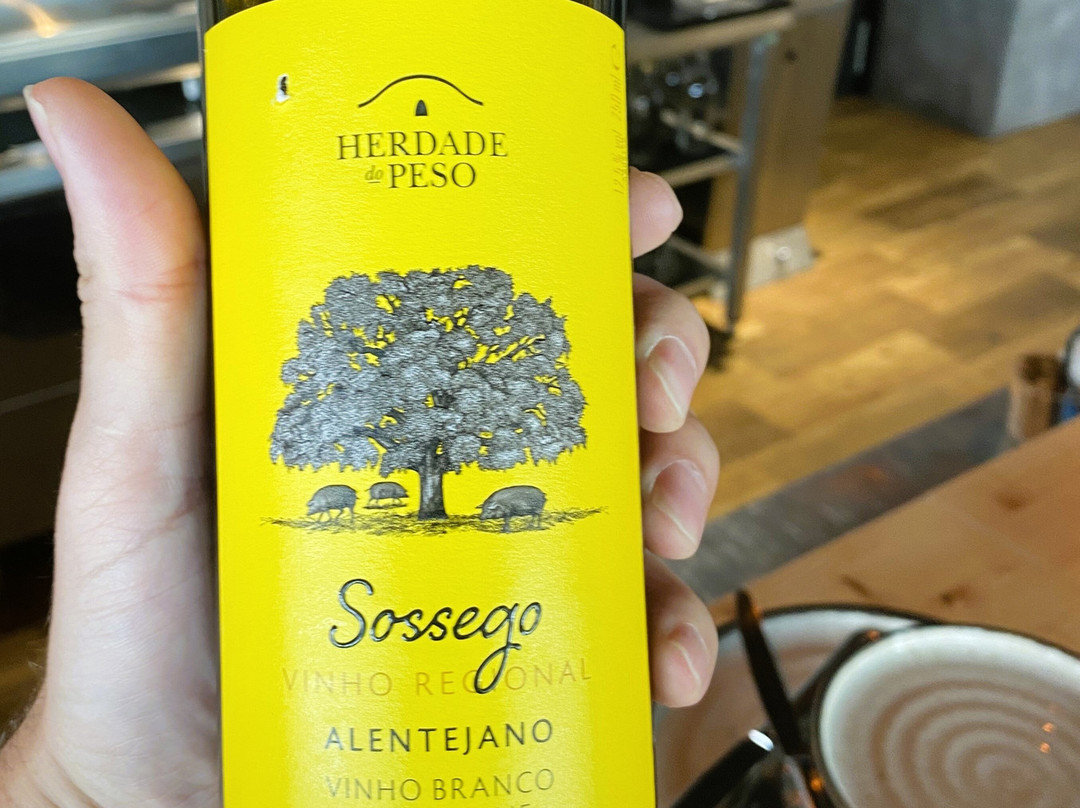 HERDADE
do PESO
Sossego
VINHO REGIONAL
ALENTEJANO
VINHO BRANCO